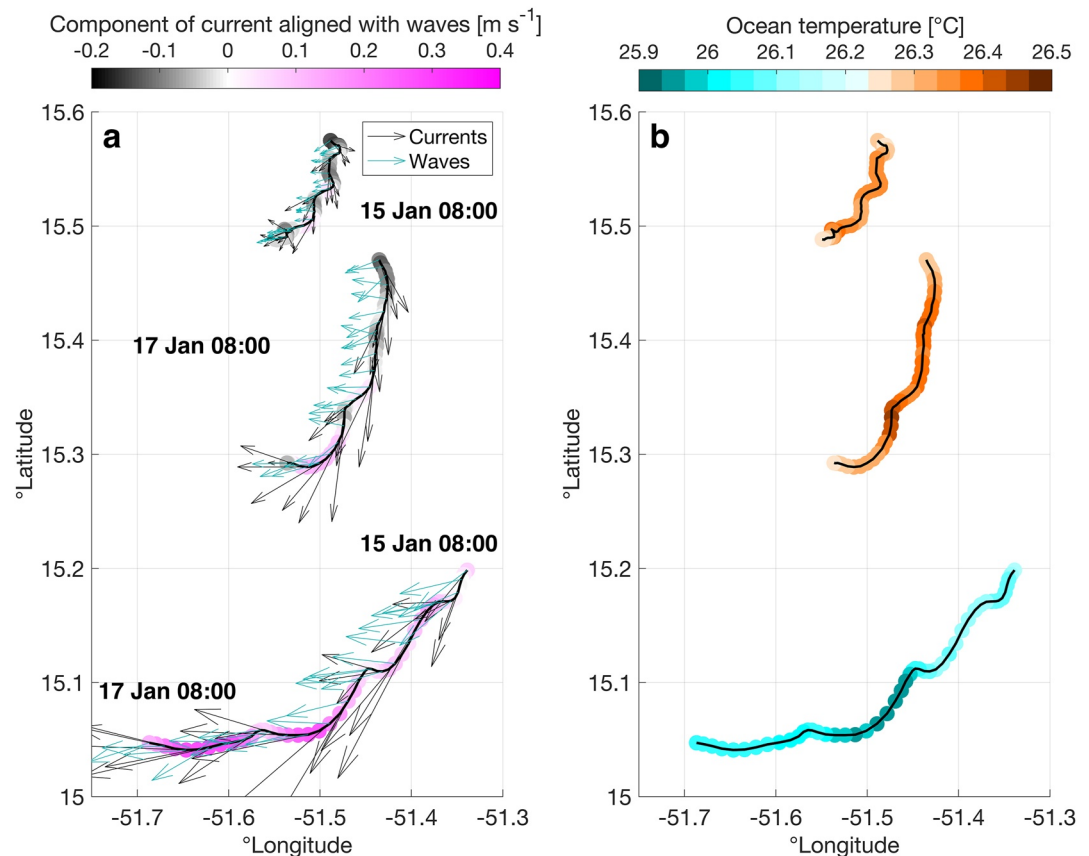 Component of current aligned with waves [m s-1]
-0.2 -0.1 0 0.1 0.2 0.3 0.4
Ocean temperature [°C]
25.9 26 26.1 26.2 26.3 26.4 26.5
a
Currents
Waves
15 Jan 08:00
17 Jan 08:00
15 Jan 08:00
17 Jan 08:00
15.6
15.5
15.4
15.3
15.2
15.1
15
°Latitude
-51.7 -51.6 -51.5 -51.4 -51.3
°Longitude
b
15.6
15.5
15.4
15.3
15.2
15.1
15
°Latitude
-51.7 -51.6 -51.5 -51.4 -51.3
°Longitude